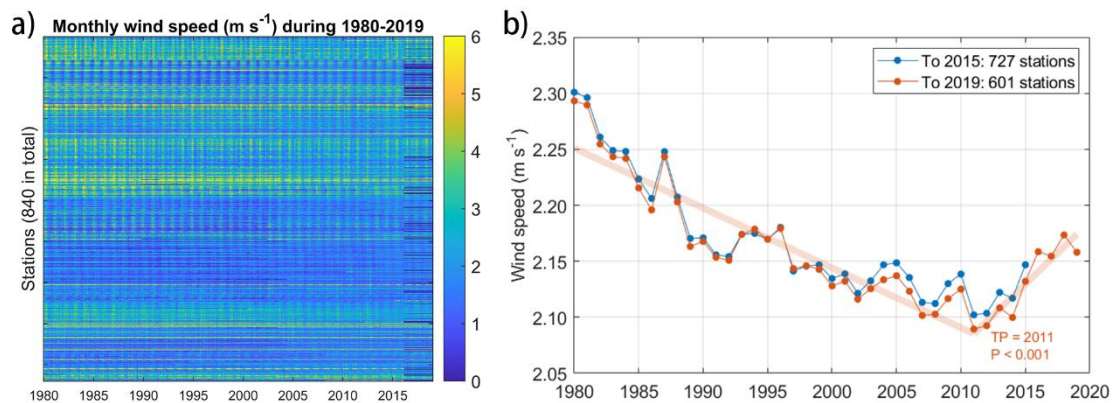 a)
Monthly wind speed (m s⁻¹) during 1980-2019
Stations (840 in total)
1980 1985 1990 1995 2000 2005 2010 2015
6
5
4
3
2
1
0
b)
Wind speed (m s⁻¹)
2.35
2.30
2.25
2.20
2.15
2.10
2.05
To 2015: 727 stations
To 2019: 601 stations
TP = 2011
P < 0.001
1980 1985 1990 1995 2000 2005 2010 2015 2020